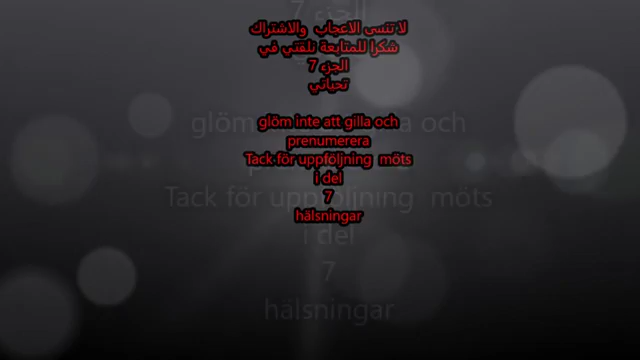 لا تنسى الاعجاب والاشتراك
شكرا للمتابعة نلقتي في
الجزء 7
تحياتي
glöm inte att gilla och
prenumerera
Tack för uppföljning möts
i del
7
hälsningar